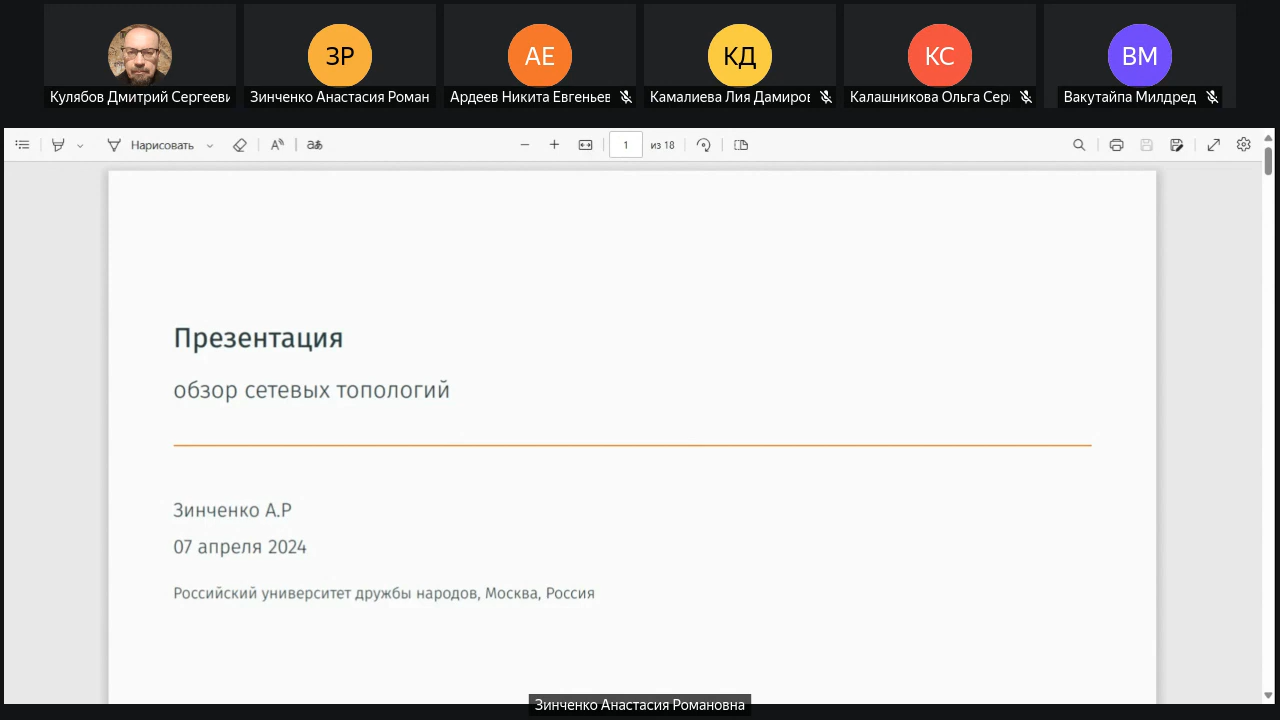 ЗР
АЕ
КД
КС
ВМ
Кулябов Дмитрий Сергееви
Зинченко Анастасия Роман
Ардеев Никита Евгеньев
Камалиева Лия Дамиров
Калашникова Ольга Сер
Вакутайпа Милдред
Нарисовать
1
из 18
Презентация
обзор сетевых топологий
Зинченко А.Р
07 апреля 2024
Российский университет дружбы народов, Москва, Россия
Зинченко Анастасия Романовна